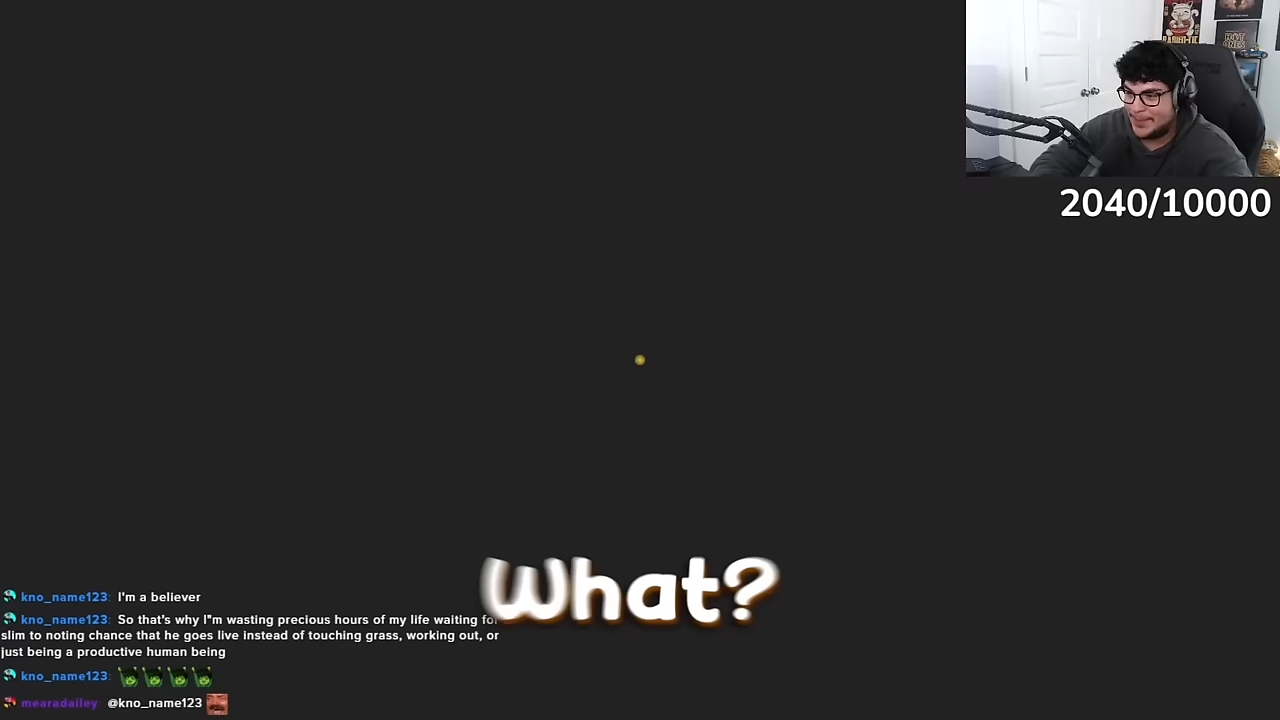 HOT
ONES
2040/10000
What?
kno_name123: I'm a believer
kno_name123: So that's why I"m wasting precious hours of my life waiting for
slim to noting chance that he goes live instead of touching grass, working out, or
just being a productive human being
kno_name123:
mearadailey @kno_name123